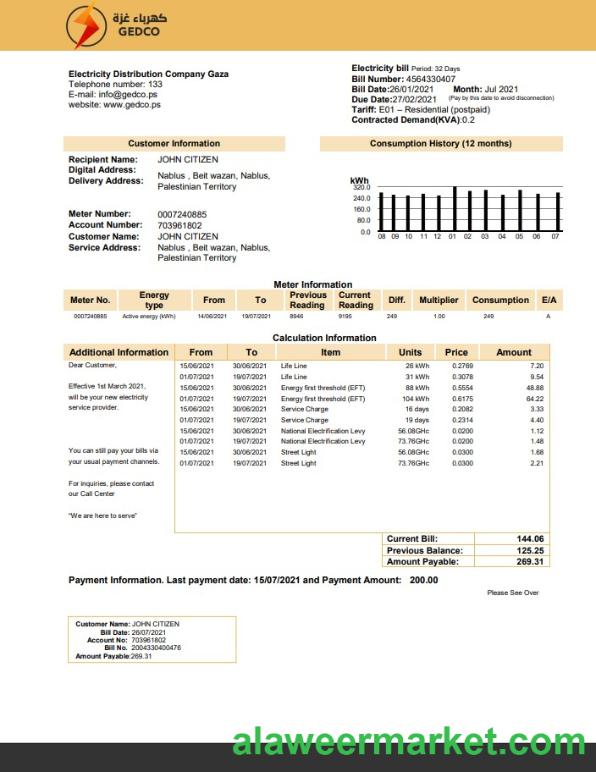 كهرباء غزة
GEDCO
Electricity Distribution Company Gaza
Telephone number: 133
E-mail: info@gedco.ps
website: www.gedco.ps
Electricity bill Period: 32 Days
Bill Number: 4564330407
Bill Date:26/01/2021 Month: Jul 2021
Due Date:27/02/2021 (Pay by this date to avoid disconnection)
Tariff: E01 – Residential (postpaid)
Contracted Demand(KVA):0.2
Customer Information
Recipient Name: JOHN CITIZEN
Digital Address:
Delivery Address: Nablus , Beit wazan, Nablus,
Palestinian Territory
Meter Number: 0007240885
Account Number: 703961802
Customer Name: JOHN CITIZEN
Service Address: Nablus , Beit wazan, Nablus,
Palestinian Territory
Consumption History (12 months)
kWh
320.0
240.0
160.0
80.0
0.0
08 09 10 11 12 01 02 03 04 05 06 07
Meter Information
Meter No. Energy type From To Previous Reading Current Reading Diff. Multiplier Consumption E/A
0007240885 Active energy (kWh) 14/06/2021 19/07/2021 8946 9195 249 1.00 249 A
Calculation Information
Additional Information From To Item Units Price Amount
Dear Customer, 15/06/2021 30/06/2021 Life Line 26 kWh 0.2769 7.20
01/07/2021 19/07/2021 Life Line 31 kWh 0.3078 9.54
Effective 1st March 2021, 15/06/2021 30/06/2021 Energy first threshold (EFT) 88 kWh 0.5554 48.88
will be your new electricity 01/07/2021 19/07/2021 Energy first threshold (EFT) 104 kWh 0.6175 64.22
service provider. 15/06/2021 30/06/2021 Service Charge 16 days 0.2082 3.33
01/07/2021 19/07/2021 Service Charge 19 days 0.2314 4.40
15/06/2021 30/06/2021 National Electrification Levy 56.08GHc 0.0200 1.12
01/07/2021 19/07/2021 National Electrification Levy 73.76GHc 0.0200 1.48
You can still pay your bills via 15/06/2021 30/06/2021 Street Light 56.08GHc 0.0300 1.68
your usual payment channels. 01/07/2021 19/07/2021 Street Light 73.76GHc 0.0300 2.21
For inquiries, please contact
our Call Center
"We are here to serve"
Current Bill: 144.06
Previous Balance: 125.25
Amount Payable: 269.31
Payment Information. Last payment date: 15/07/2021 and Payment Amount: 200.00
Please See Over
Customer Name: JOHN CITIZEN
Bill Date: 26/07/2021
Account No: 703961802
Bill No. 2004330400476
Amount Payable:269.31
alaweermarket.com